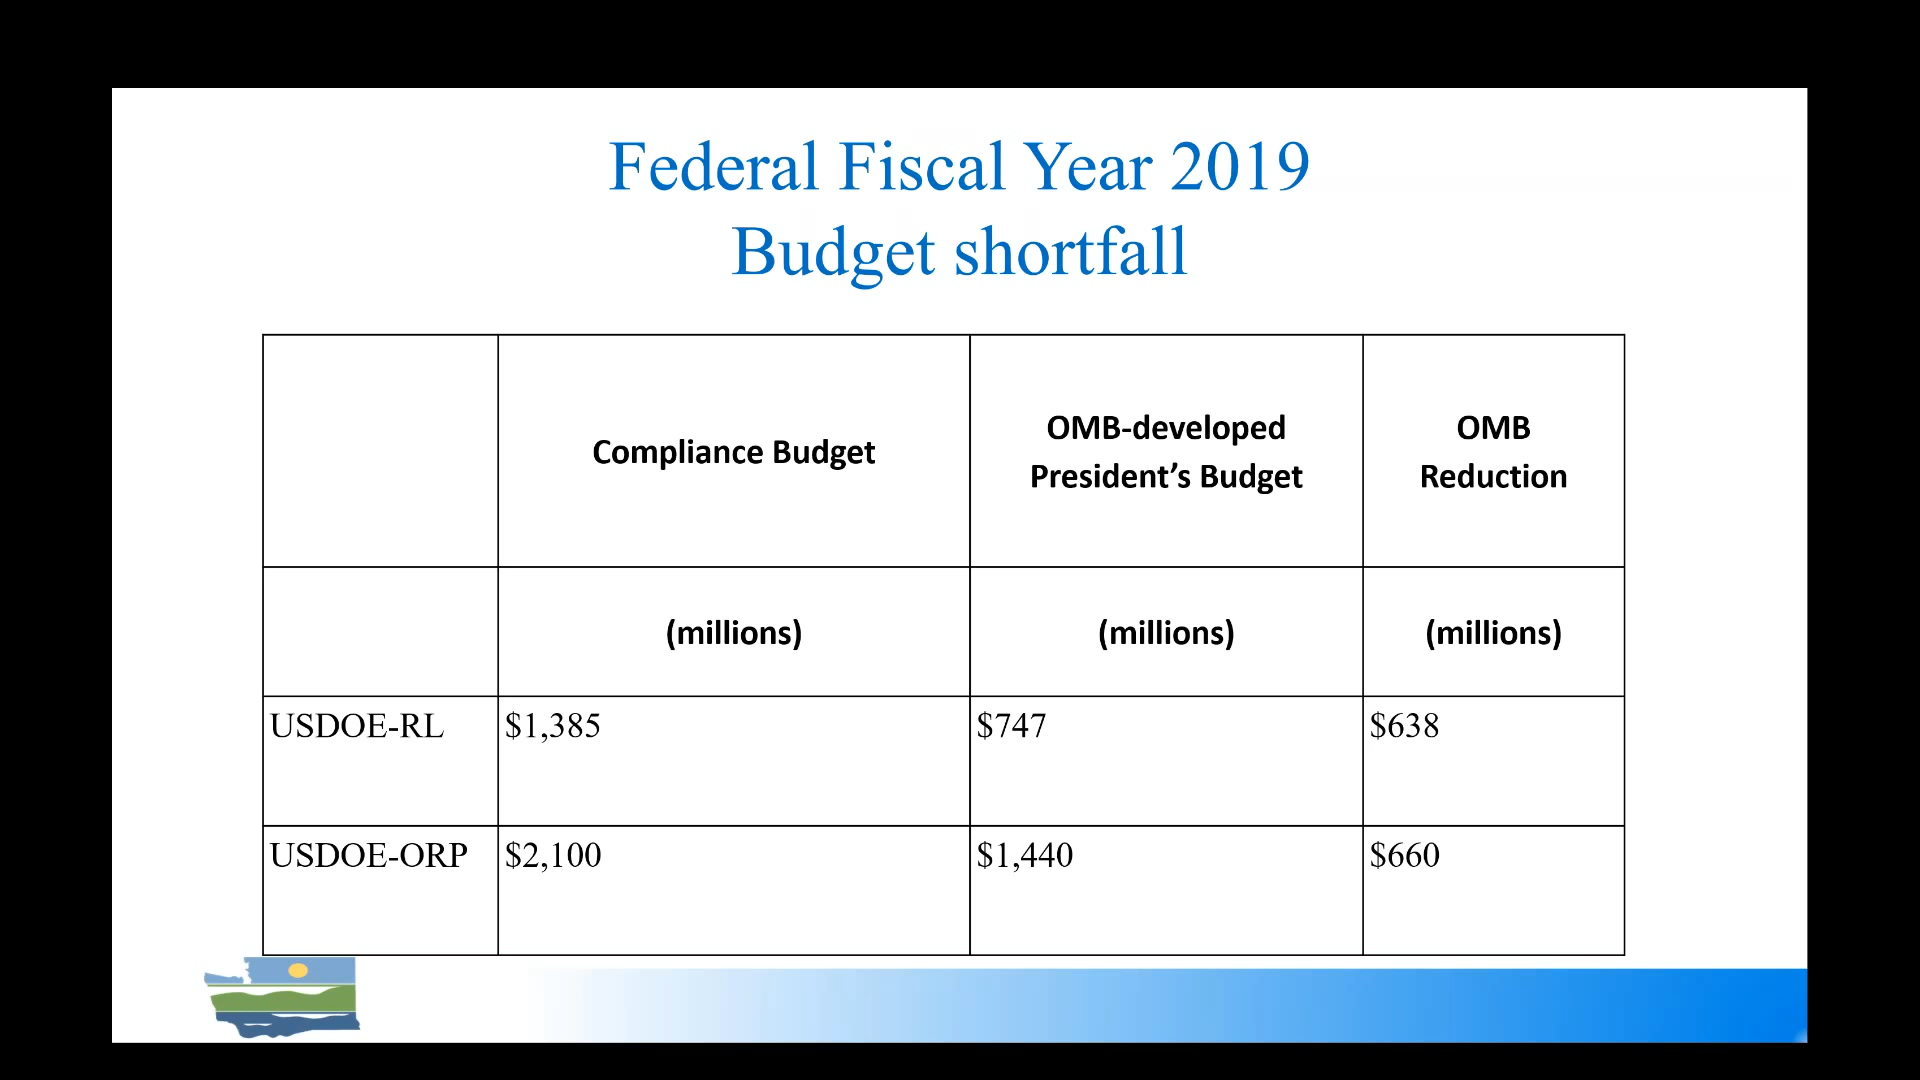 Federal Fiscal Year 2019
Budget shortfall
Compliance Budget
OMB-developed
President’s Budget
OMB
Reduction
(millions) (millions) (millions)
USDOE-RL $1,385 $747 $638
USDOE-ORP $2,100 $1,440 $660